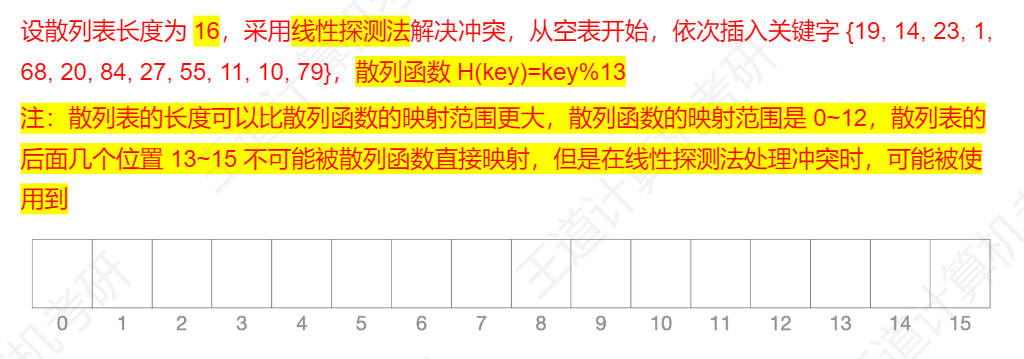 设散列表长度为 16，采用线性探测法解决冲突，从空表开始，依次插入关键字 {19, 14, 23, 1,
68, 20, 84, 27, 55, 11, 10, 79}，散列函数 H(key)=key%13
注：散列表的长度可以比散列函数的映射范围更大，散列函数的映射范围是 0~12，散列表的
后面几个位置 13~15 不可能被散列函数直接映射，但是在线性探测法处理冲突时，可能被使
用到
0 1 2 3 4 5 6 7 8 9 10 11 12 13 14 15
王道计算机考研
王道计算机
机考研